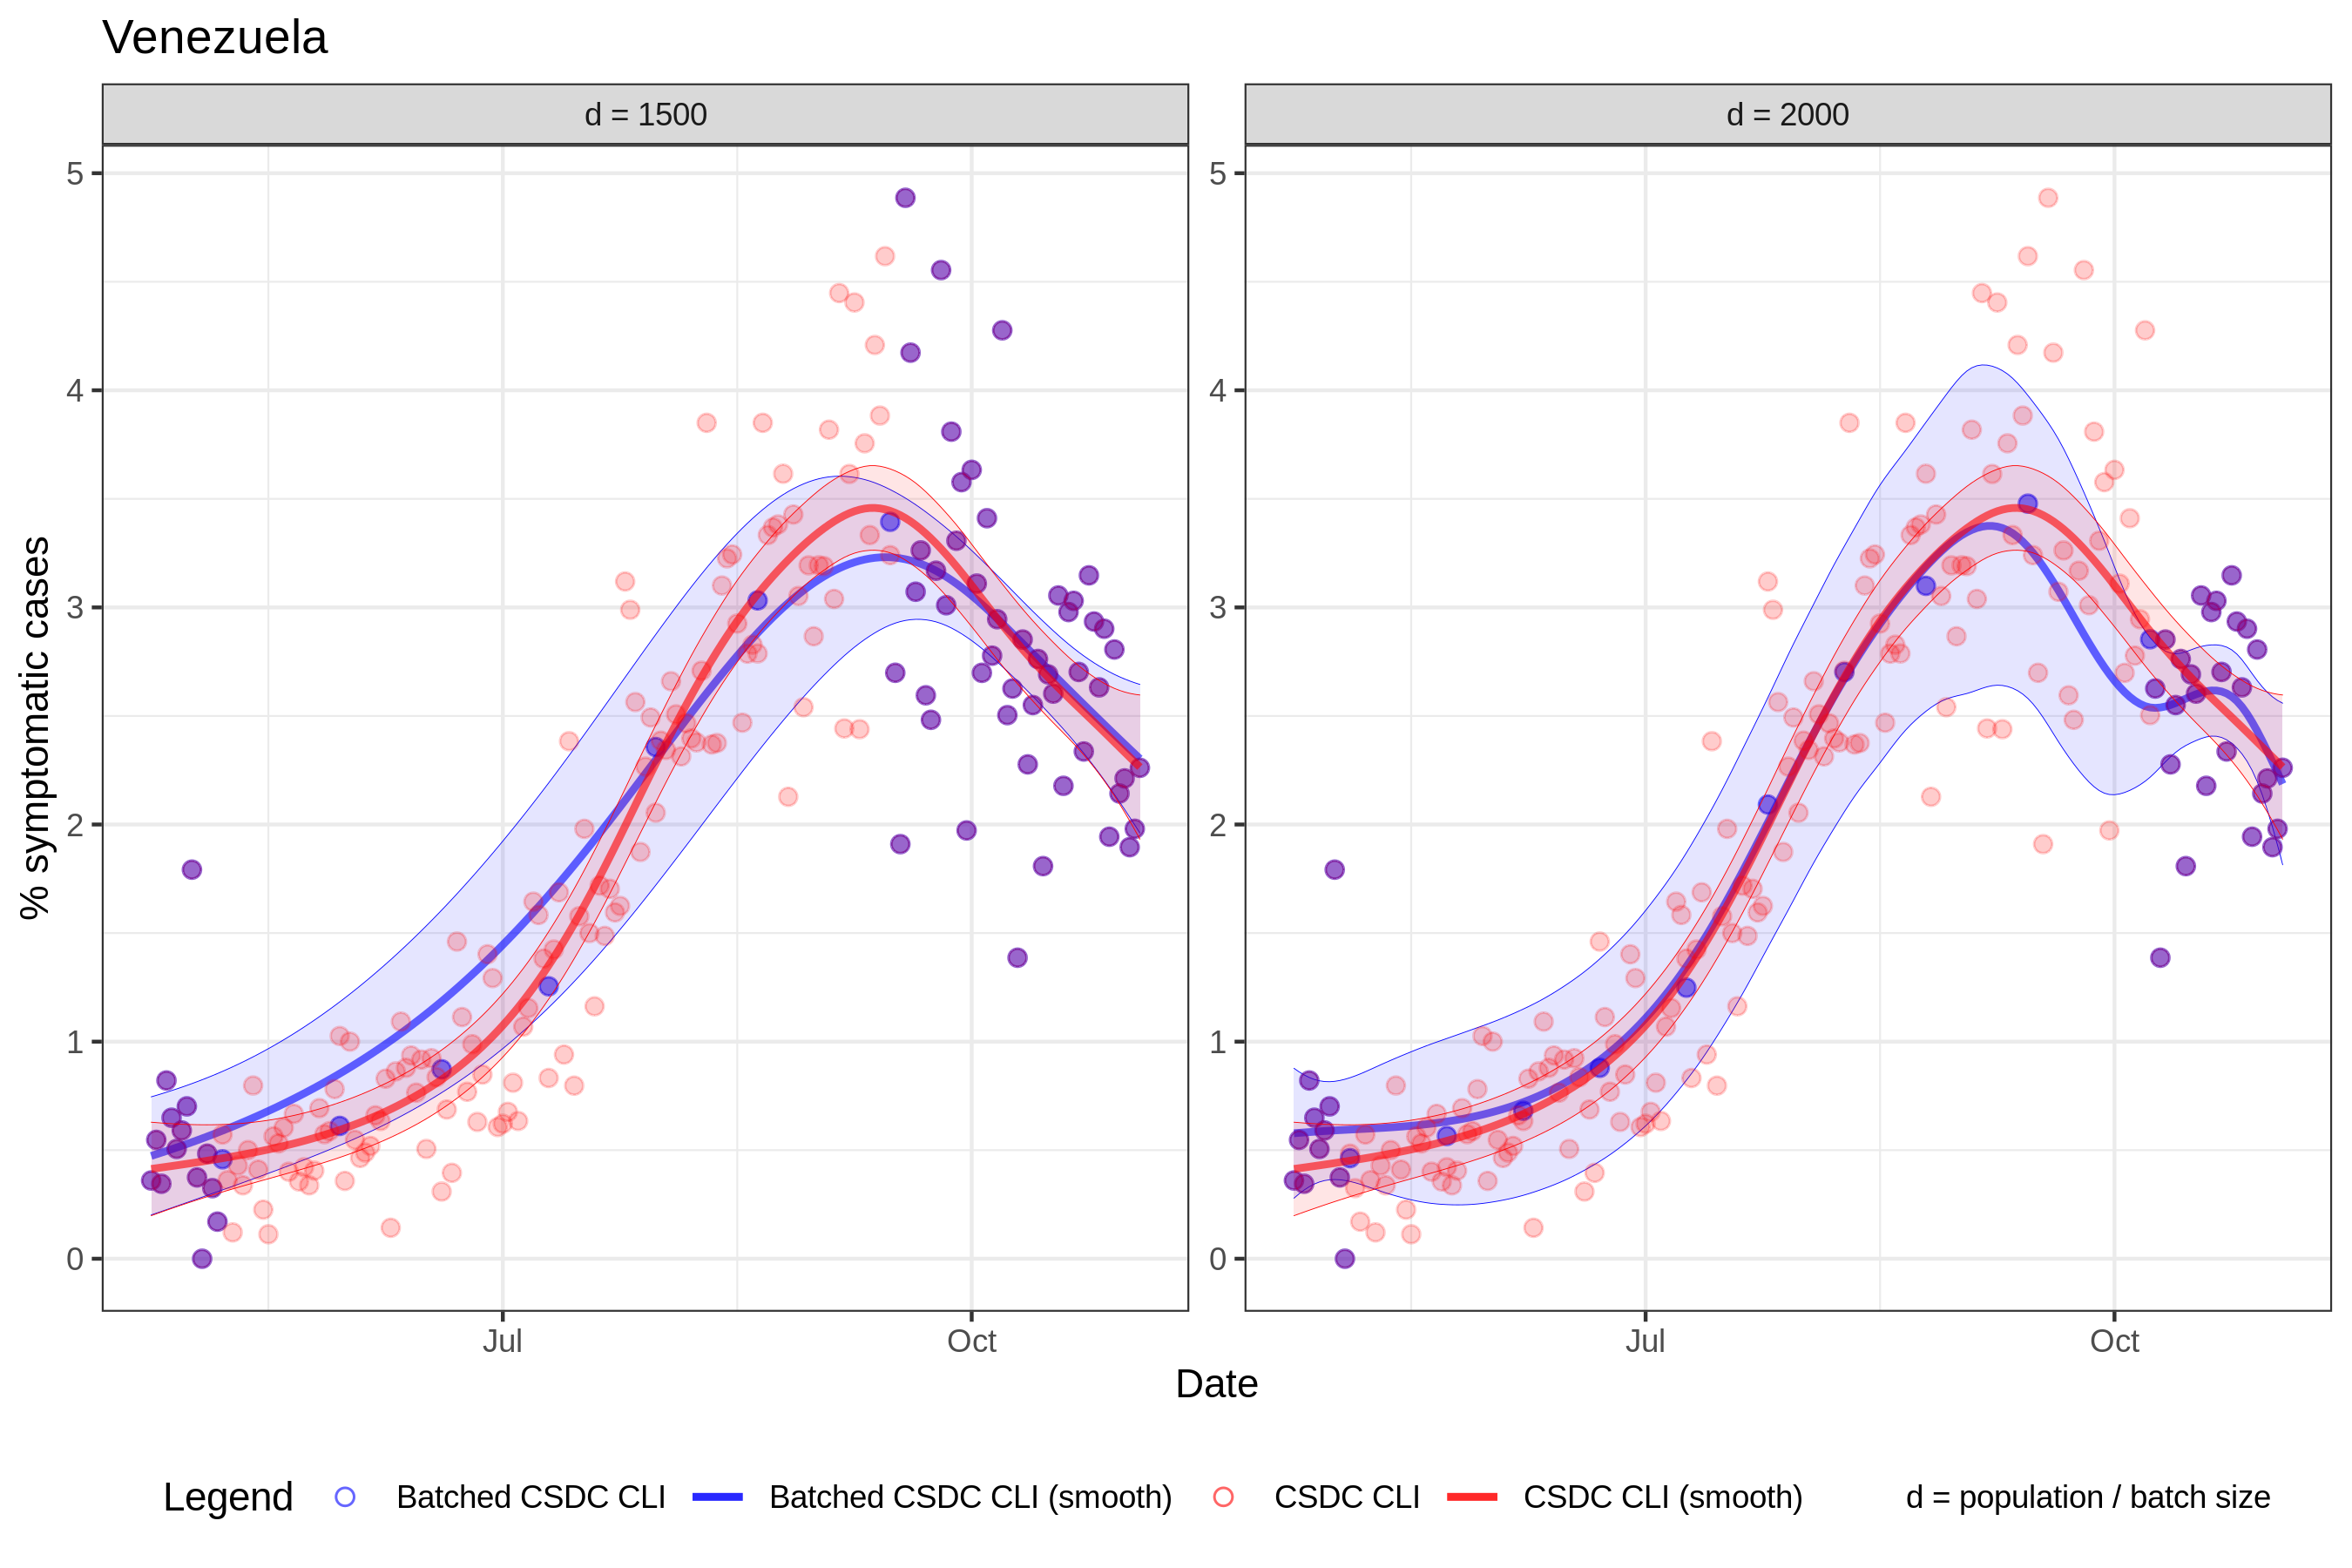 Venezuela
d = 1500
d = 2000
% symptomatic cases
5
4
3
2
1
0
5
4
3
2
1
0
Jul
Oct
Jul
Oct
Date
Legend
Batched CSDC CLI
Batched CSDC CLI (smooth)
CSDC CLI
CSDC CLI (smooth)
d = population / batch size